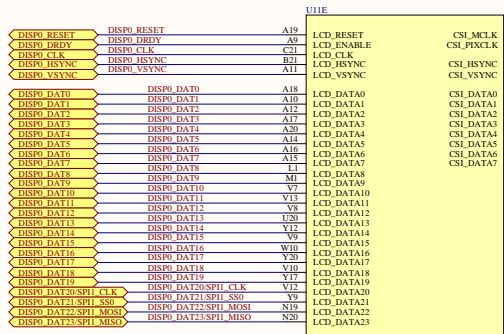 U11E
DISP0_RESET DISP0_RESET A19 LCD_RESET CSI_MCLK
DISP0_DRDY DISP0_DRDY A9 LCD_ENABLE CSI_PIXCLK
DISP0_CLK DISP0_CLK C21 LCD_CLK
DISP0_HSYNC DISP0_HSYNC B21 LCD_HSYNC CSI_HSYNC
DISP0_VSYNC DISP0_VSYNC A11 LCD_VSYNC CSI_VSYNC
DISP0_DAT0 DISP0_DAT0 A18 LCD_DATA0 CSI_DATA0
DISP0_DAT1 DISP0_DAT1 A10 LCD_DATA1 CSI_DATA1
DISP0_DAT2 DISP0_DAT2 A12 LCD_DATA2 CSI_DATA2
DISP0_DAT3 DISP0_DAT3 A17 LCD_DATA3 CSI_DATA3
DISP0_DAT4 DISP0_DAT4 A20 LCD_DATA4 CSI_DATA4
DISP0_DAT5 DISP0_DAT5 A14 LCD_DATA5 CSI_DATA5
DISP0_DAT6 DISP0_DAT6 A16 LCD_DATA6 CSI_DATA6
DISP0_DAT7 DISP0_DAT7 A15 LCD_DATA7 CSI_DATA7
DISP0_DAT8 DISP0_DAT8 L1 LCD_DATA8
DISP0_DAT9 DISP0_DAT9 M1 LCD_DATA9
DISP0_DAT10 DISP0_DAT10 V7 LCD_DATA10
DISP0_DAT11 DISP0_DAT11 V13 LCD_DATA11
DISP0_DAT12 DISP0_DAT12 V8 LCD_DATA12
DISP0_DAT13 DISP0_DAT13 U20 LCD_DATA13
DISP0_DAT14 DISP0_DAT14 Y12 LCD_DATA14
DISP0_DAT15 DISP0_DAT15 V9 LCD_DATA15
DISP0_DAT16 DISP0_DAT16 W10 LCD_DATA16
DISP0_DAT17 DISP0_DAT17 Y20 LCD_DATA17
DISP0_DAT18 DISP0_DAT18 V10 LCD_DATA18
DISP0_DAT19 DISP0_DAT19 Y17 LCD_DATA19
DISP0_DAT20/SPI1_CLK DISP0_DAT20/SPI1_CLK V12 LCD_DATA20
DISP0_DAT21/SPI1_SS0 DISP0_DAT21/SPI1_SS0 Y9 LCD_DATA21
DISP0_DAT22/SPI1_MOSI DISP0_DAT22/SPI1_MOSI N19 LCD_DATA22
DISP0_DAT23/SPI1_MISO DISP0_DAT23/SPI1_MISO N20 LCD_DATA23